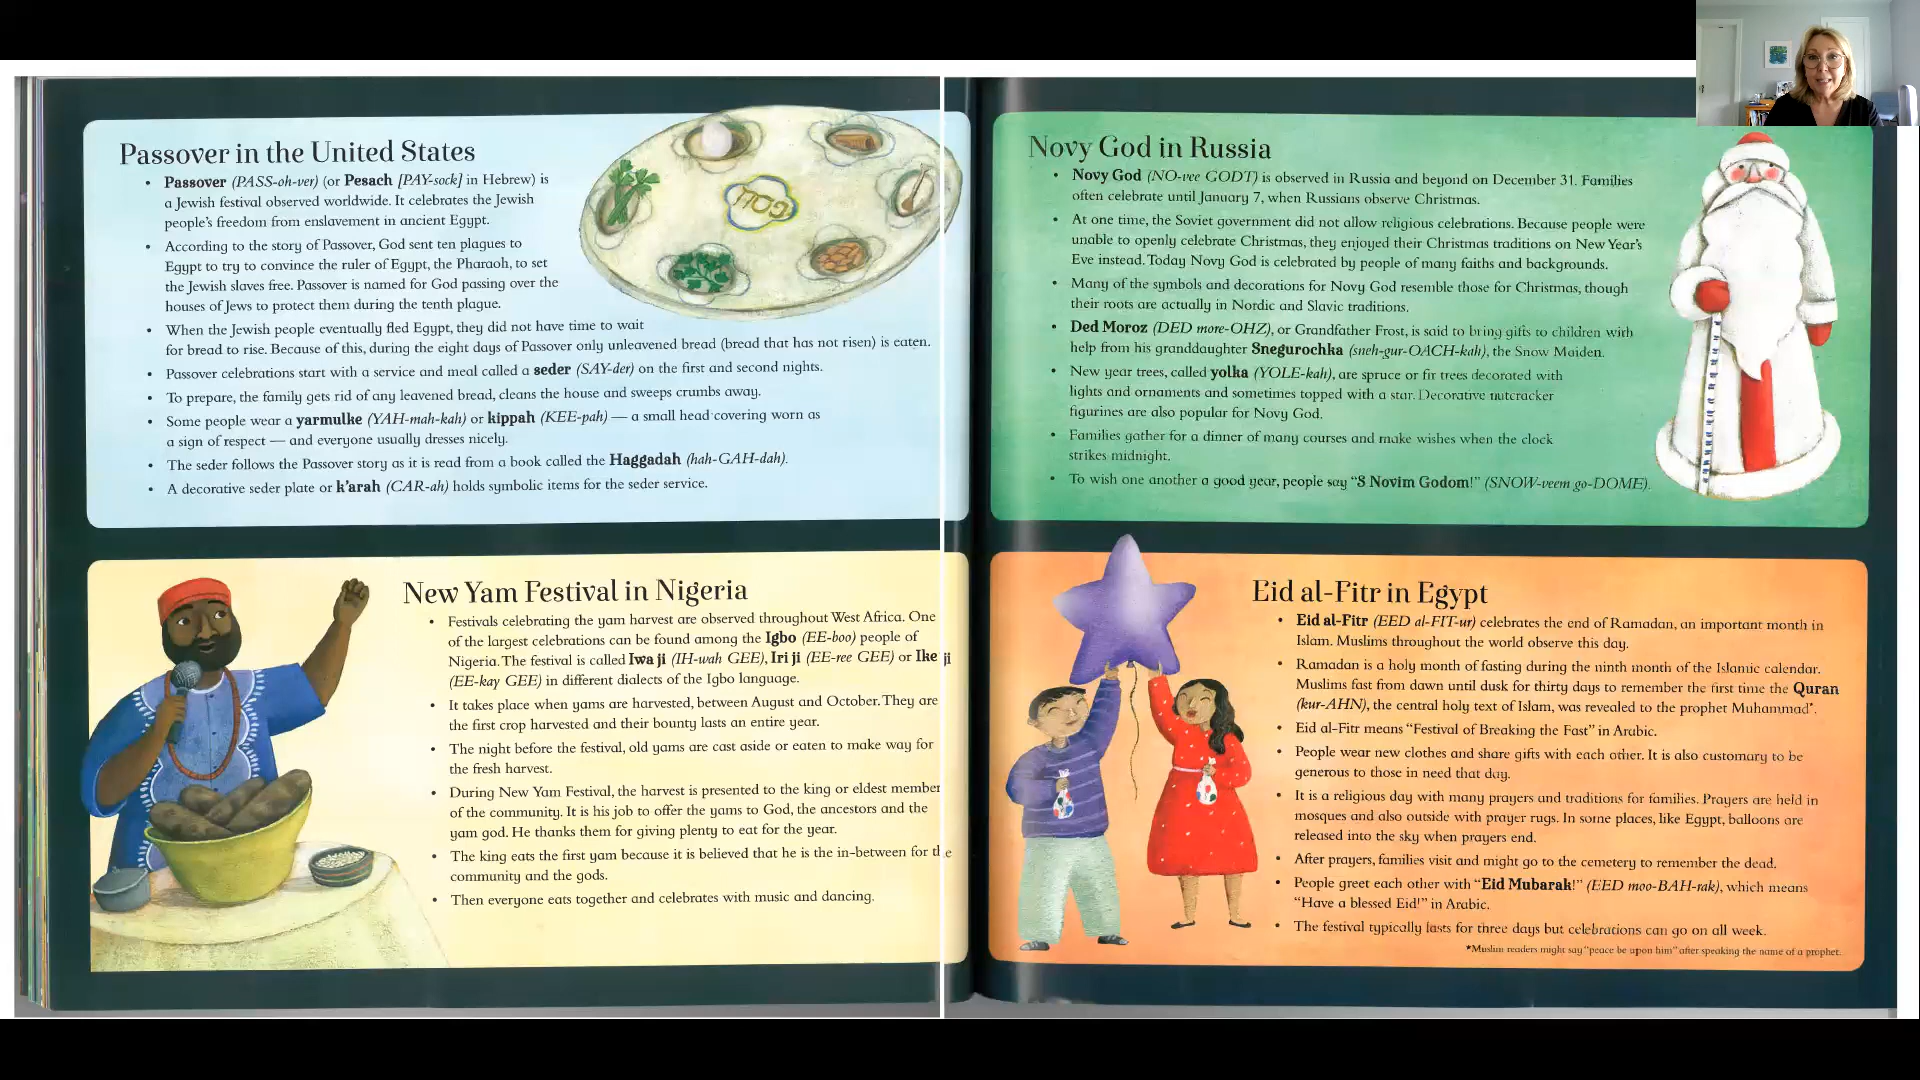 Passover in the United States
• Passover (PASS-oh-ver) (or Pesach [PAY-sock] in Hebrew) is
a Jewish festival observed worldwide. It celebrates the Jewish
people's freedom from enslavement in ancient Egypt.
• According to the story of Passover, God sent ten plagues to
Egypt to try to convince the ruler of Egypt, the Pharaoh, to set
the Jewish slaves free. Passover is named for God passing over the
houses of Jews to protect them during the tenth plague.
• When the Jewish people eventually fled Egypt, they did not have time to wait
for bread to rise. Because of this, during the eight days of Passover only unleavened bread (bread that has not risen) is eaten.
• Passover celebrations start with a service and meal called a seder (SAY-der) on the first and second nights.
• To prepare, the family gets rid of any leavened bread, cleans the house and sweeps crumbs away.
• Some people wear a yarmulke (YAH-mah-kah) or kippah (KEE-pah) — a small head covering worn as
a sign of respect — and everyone usually dresses nicely.
• The seder follows the Passover story as it is read from a book called the Haggadah (hah-GAH-dah).
• A decorative seder plate or k'arah (CAR-ah) holds symbolic items for the seder service.
New Yam Festival in Nigeria
• Festivals celebrating the yam harvest are observed throughout West Africa. One
of the largest celebrations can be found among the Igbo (EE-boo) people of
Nigeria. The festival is called Iwa ji (IH-wah GEE), Iri ji (EE-ree GEE) or Ike ji
(EE-kay GEE) in different dialects of the Igbo language.
• It takes place when yams are harvested, between August and October. They are
the first crop harvested and their bounty lasts an entire year.
• The night before the festival, old yams are cast aside or eaten to make way for
the fresh harvest.
• During New Yam Festival, the harvest is presented to the king or eldest member
of the community. It is his job to offer the yams to God, the ancestors and the
yam god. He thanks them for giving plenty to eat for the year.
• The king eats the first yam because it is believed that he is the in-between for the
community and the gods.
• Then everyone eats together and celebrates with music and dancing.
Novy God in Russia
• Novy God (NO-vee GODT) is observed in Russia and beyond on December 31. Families
often celebrate until January 7, when Russians observe Christmas.
• At one time, the Soviet government did not allow religious celebrations. Because people were
unable to openly celebrate Christmas, they enjoyed their Christmas traditions on New Year's
Eve instead. Today Novy God is celebrated by people of many faiths and backgrounds.
• Many of the symbols and decorations for Novy God resemble those for Christmas, though
their roots are actually in Nordic and Slavic traditions.
• Ded Moroz (DED more-OHZ), or Grandfather Frost, is said to bring gifts to children with
help from his granddaughter Snegurochka (sneh-gur-OACH-kah), the Snow Maiden.
• New year trees, called yolka (YOLE-kah), are spruce or fir trees decorated with
lights and ornaments and sometimes topped with a star. Decorative nutcracker
figurines are also popular for Novy God.
• Families gather for a dinner of many courses and make wishes when the clock
strikes midnight.
• To wish one another a good year, people say "S Novim Godom!" (SNOW-veem go-DOME).
Eid al-Fitr in Egypt
• Eid al-Fitr (EED al-FIT-ur) celebrates the end of Ramadan, an important month in
Islam. Muslims throughout the world observe this day.
• Ramadan is a holy month of fasting during the ninth month of the Islamic calendar.
Muslims fast from dawn until dusk for thirty days to remember the first time the Quran
(kur-AHN), the central holy text of Islam, was revealed to the prophet Muhammad*.
• Eid al-Fitr means "Festival of Breaking the Fast" in Arabic.
• People wear new clothes and share gifts with each other. It is also customary to be
generous to those in need that day.
• It is a religious day with many prayers and traditions for families. Prayers are held in
mosques and also outside with prayer rugs. In some places, like Egypt, balloons are
released into the sky when prayers end.
• After prayers, families visit and might go to the cemetery to remember the dead.
• People greet each other with "Eid Mubarak!" (EED moo-BAH-rak), which means
"Have a blessed Eid!" in Arabic.
• The festival typically lasts for three days but celebrations can go on all week.
*Muslim readers might say "peace be upon him" after speaking the name of a prophet.